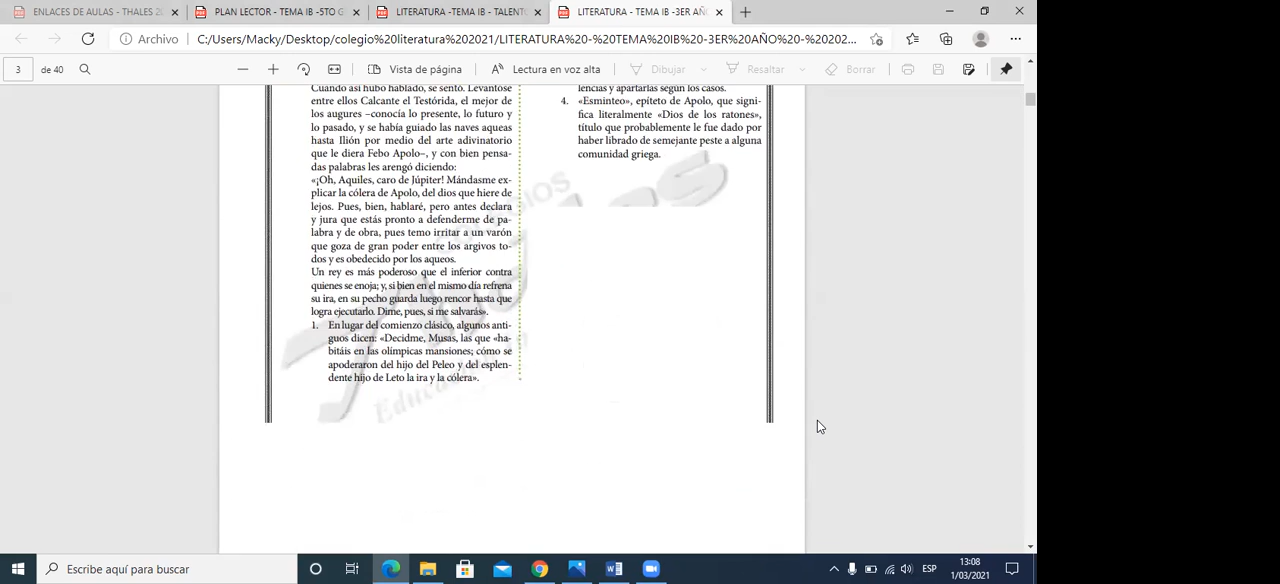 ENLACES DE AULAS - THALES 20
PLAN LECTOR - TEMA IB -5TO G
LITERATURA -TEMA IB - TALENT
LITERATURA - TEMA IB -3ER AÑ
Archivo
C:/Users/Macky/Desktop/colegio%20literatura%202021/LITERATURA%20-%20TEMA%20IB%20-3ER%20AÑO%20-%20202...
3 de 40
Vista de página
Lectura en voz alta
Dibujar
Resaltar
Borrar
Cuando así hubo hablado, se sentó. Levantóse
entre ellos Calcante el Testórida, el mejor de
los augures –conocía lo presente, lo futuro y
lo pasado, y se había guiado las naves aqueas
hasta Ilión por medio del arte adivinatorio
que le diera Febo Apolo–, y con bien pensa-
das palabras les arengó diciendo:
«¡Oh, Aquiles, caro de Júpiter! Mándasme ex-
plicar la cólera de Apolo, del dios que hiere de
lejos. Pues, bien, hablaré, pero antes declara
y jura que estás pronto a defenderme de pa-
labra y de obra, pues temo irritar a un varón
que goza de gran poder entre los argivos to-
dos y es obedecido por los aqueos.
Un rey es más poderoso que el inferior contra
quienes se enoja; y, si bien en el mismo día refrena
su ira, en su pecho guarda luego rencor hasta que
logra ejecutarlo. Dime, pues, si me salvarás».
1. En lugar del comienzo clásico, algunos anti-
guos dicen: «Decidme, Musas, las que «ha-
bitáis en las olímpicas mansiones; cómo se
apoderaron del hijo del Peleo y del esplen-
dente hijo de Leto la ira y la cólera».
lencias y apartarlas según los casos.
4. «Esminteo», epíteto de Apolo, que signi-
fica literalmente «Dios de los ratones»,
título que probablemente le fue dado por
haber librado de semejante peste a alguna
comunidad griega.
Escribe aquí para buscar
ESP
13:08
1/03/2021